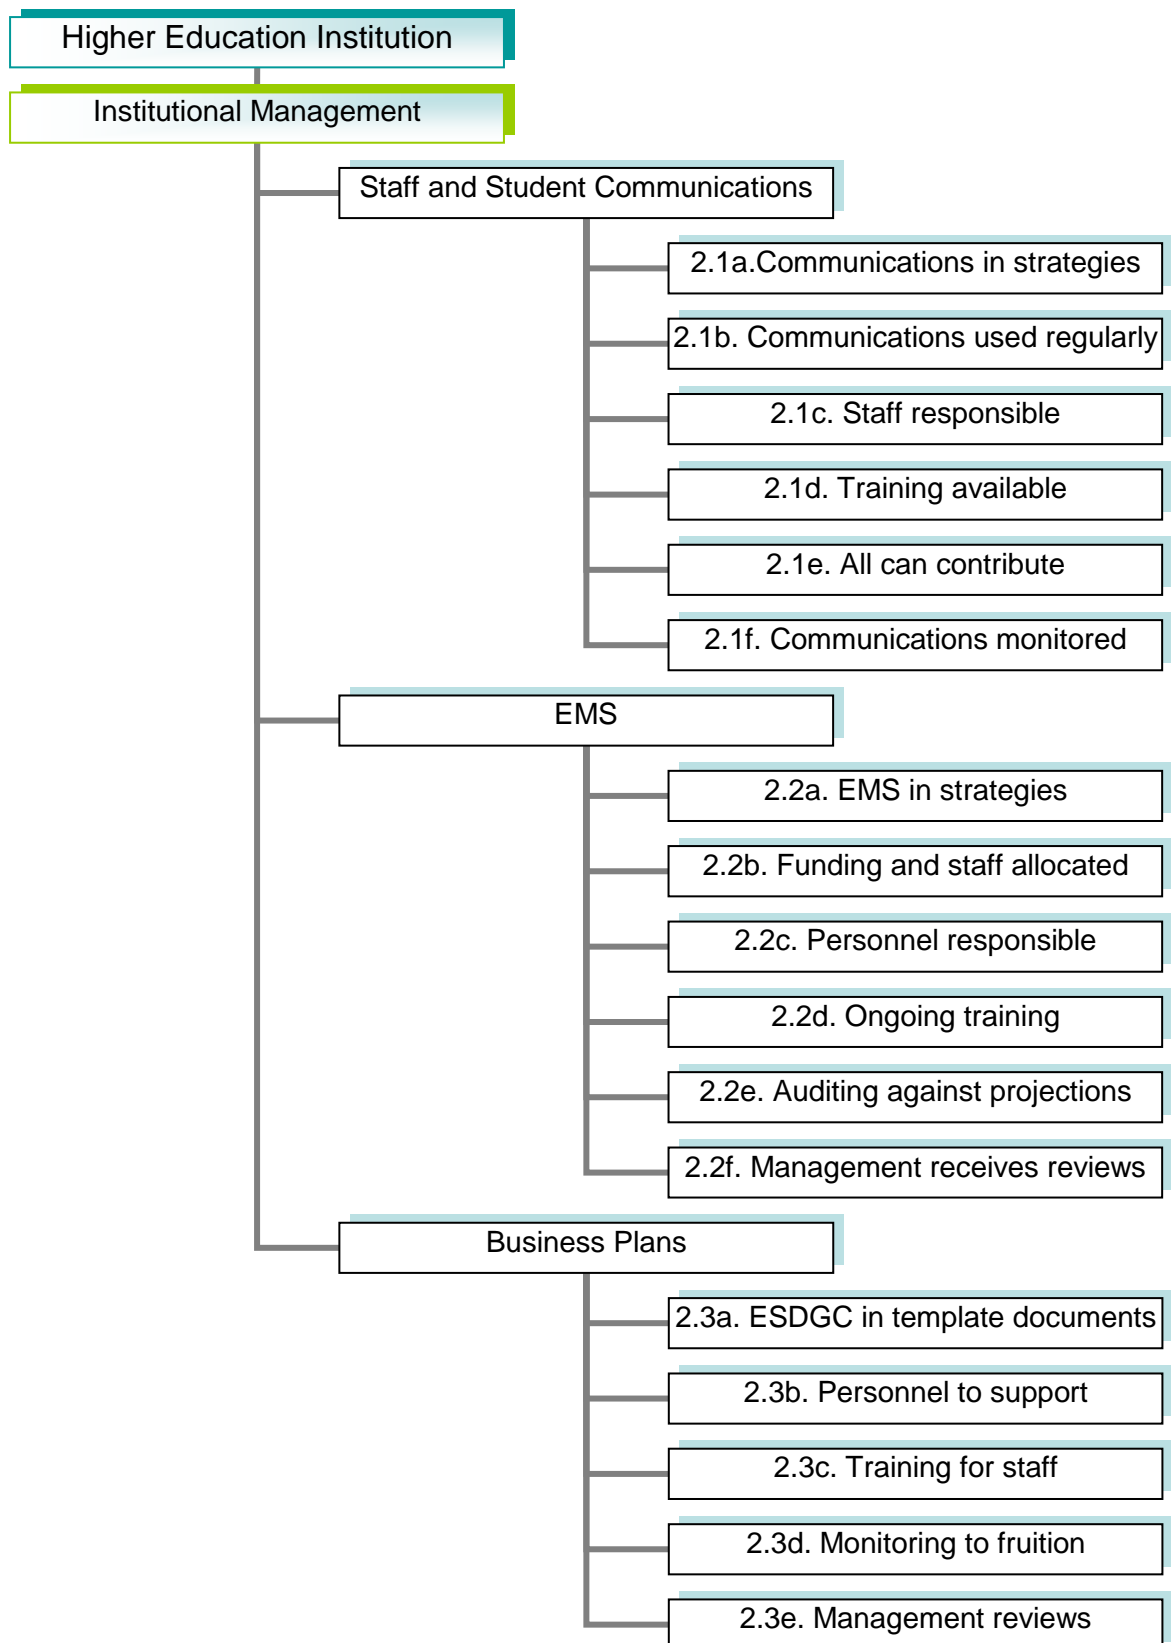 Higher Education Institution
Institutional Management
Staff and Student Communications
2.1a.Communications in strategies
2.1b. Communications used regularly
2.1c. Staff responsible
2.1d. Training available
2.1e. All can contribute
2.1f. Communications monitored
EMS
2.2a. EMS in strategies
2.2b. Funding and staff allocated
2.2c. Personnel responsible
2.2d. Ongoing training
2.2e. Auditing against projections
2.2f. Management receives reviews
Business Plans
2.3a. ESDGC in template documents
2.3b. Personnel to support
2.3c. Training for staff
2.3d. Monitoring to fruition
2.3e. Management reviews